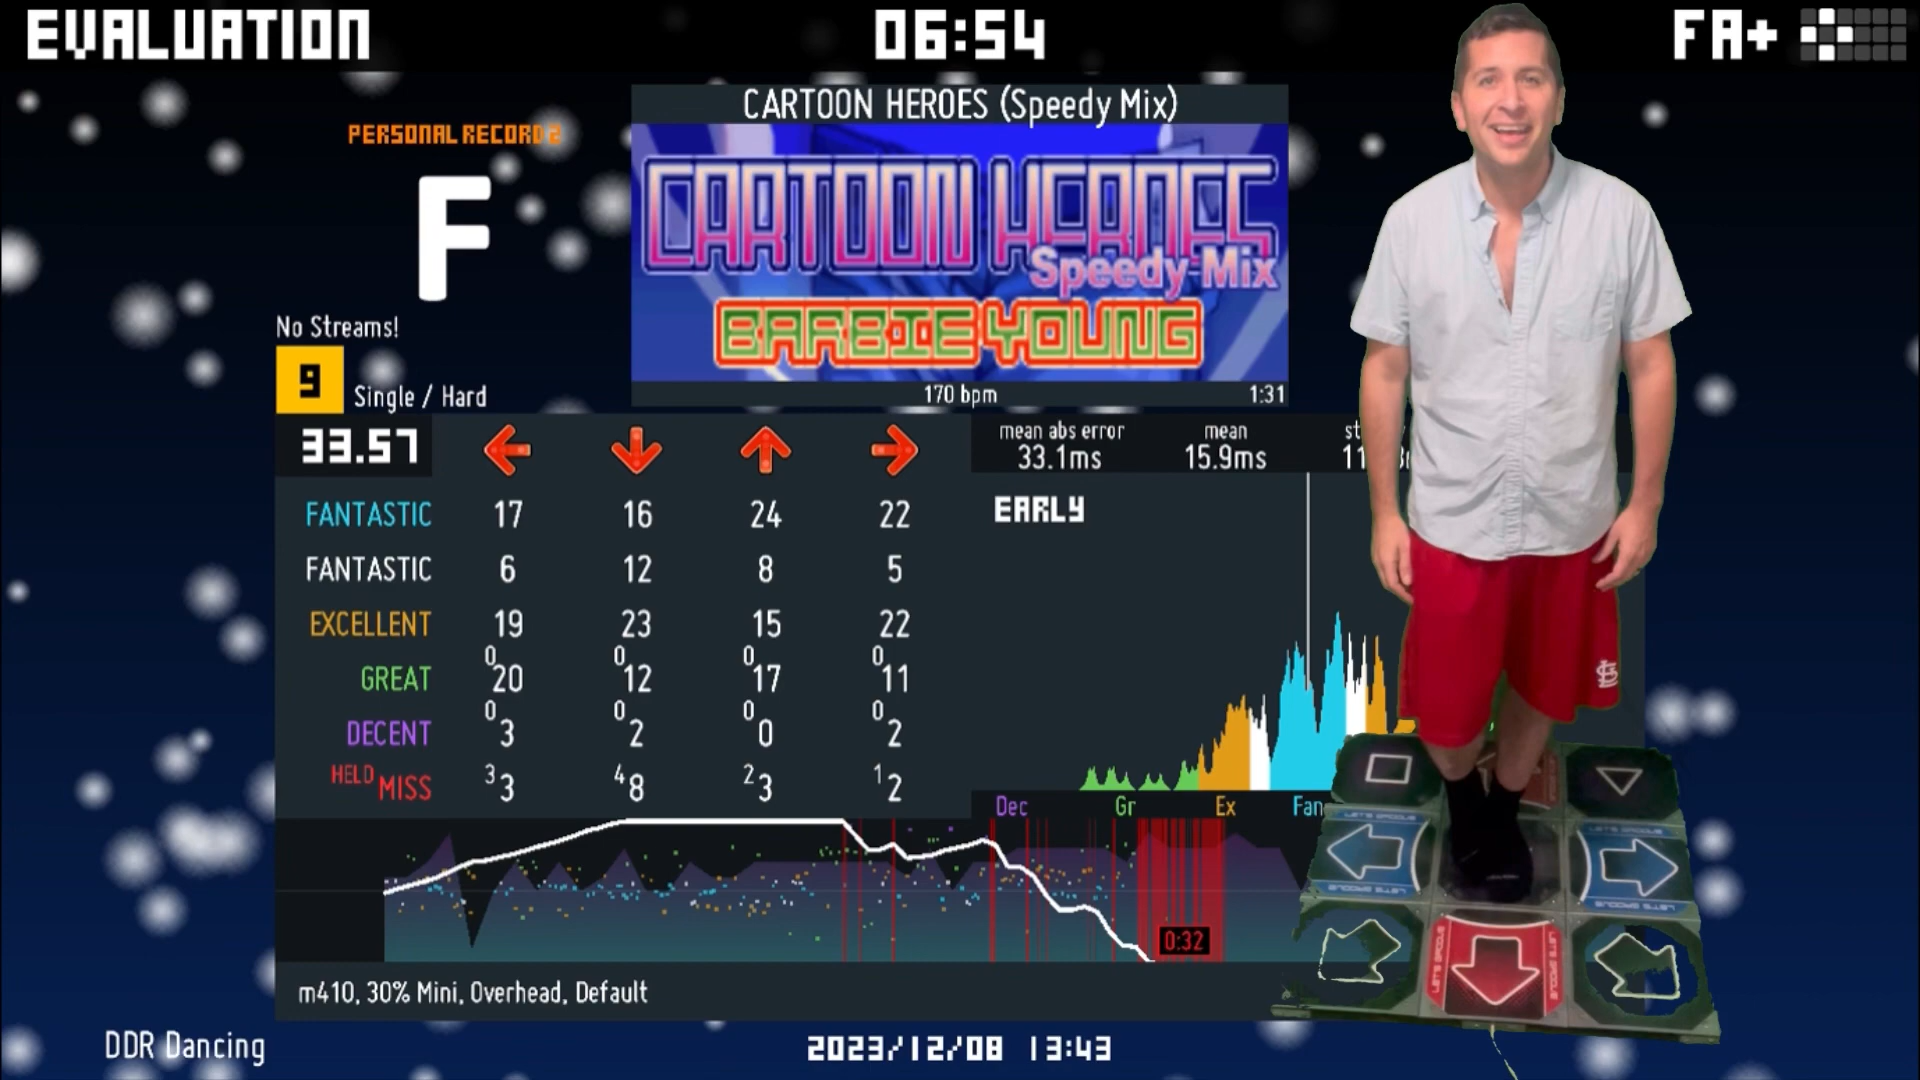 EVALUATION
06:54
FA+
CARTOON HEROES (Speedy Mix)
PERSONAL RECORD 2
F
CARTOON HEROES
Speedy Mix
BARBIE YOUNG
170 bpm
1:31
No Streams!
9
Single / Hard
33.57
mean abs error
33.1ms
mean
15.9ms
EARLY
FANTASTIC 17 16 24 22
FANTASTIC 6 12 8 5
EXCELLENT 19 23 15 22
GREAT 0 20 0 12 0 17 0 11
DECENT 0 3 0 2 0 0 0 2
HELD MISS 3 3 4 8 2 3 1 2
Dec Gr Ex Fan
0:32
m410, 30% Mini, Overhead, Default
DDR Dancing
2023/12/08 13:43